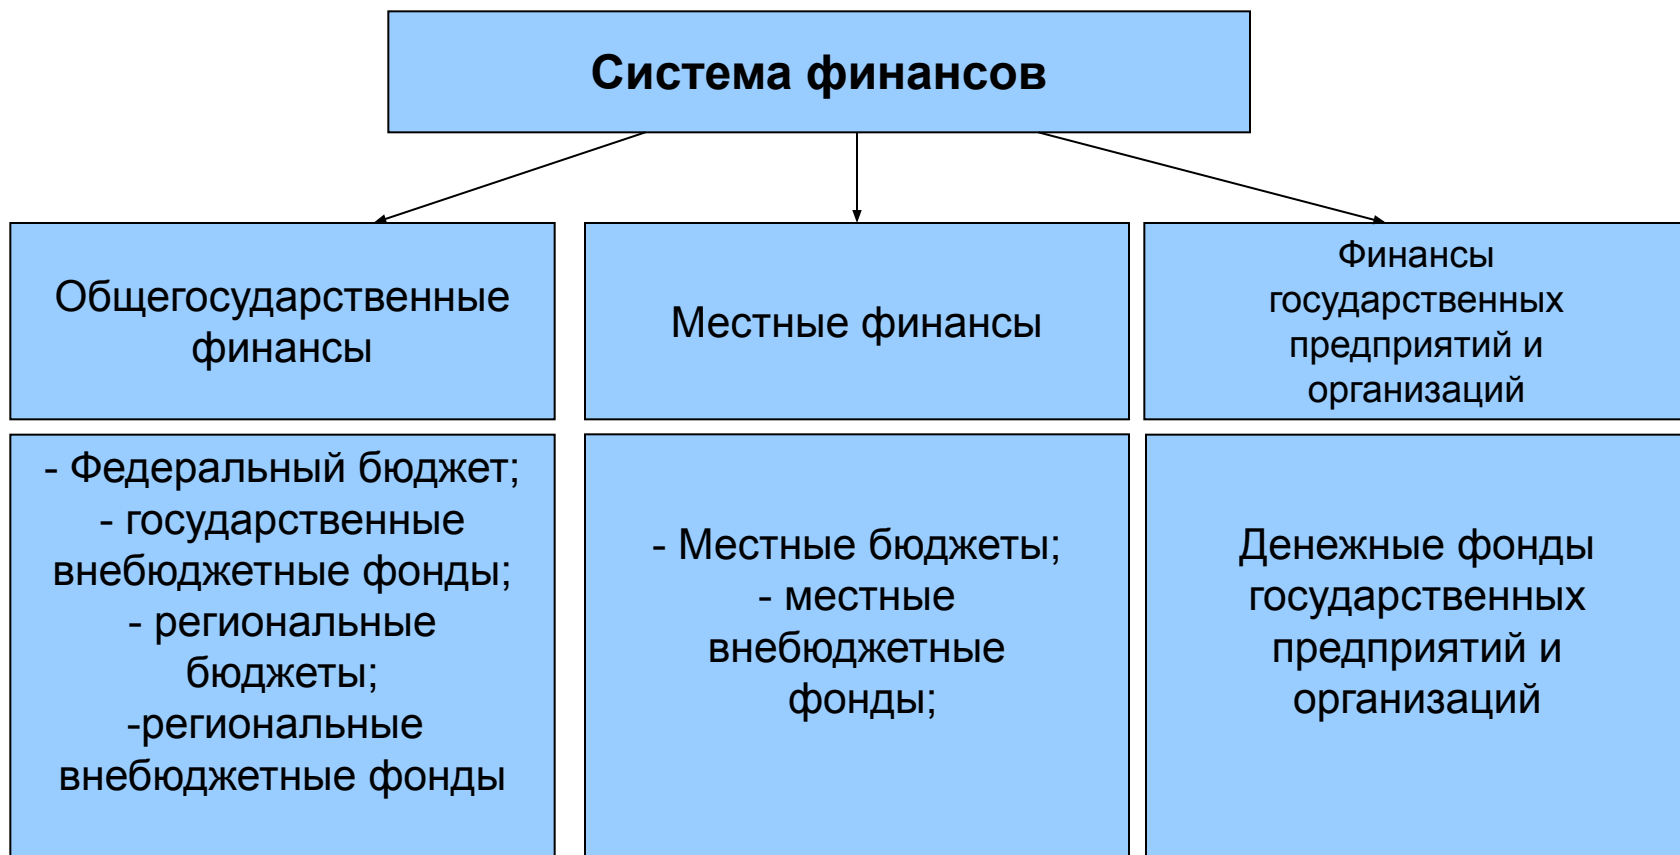 Система финансов
Общегосударственные
финансы
Местные финансы
Финансы
государственных
предприятий и
организаций
- Федеральный бюджет;
- государственные
внебюджетные фонды;
- региональные
бюджеты;
-региональные
внебюджетные фонды
- Местные бюджеты;
- местные
внебюджетные
фонды;
Денежные фонды
государственных
предприятий и
организаций